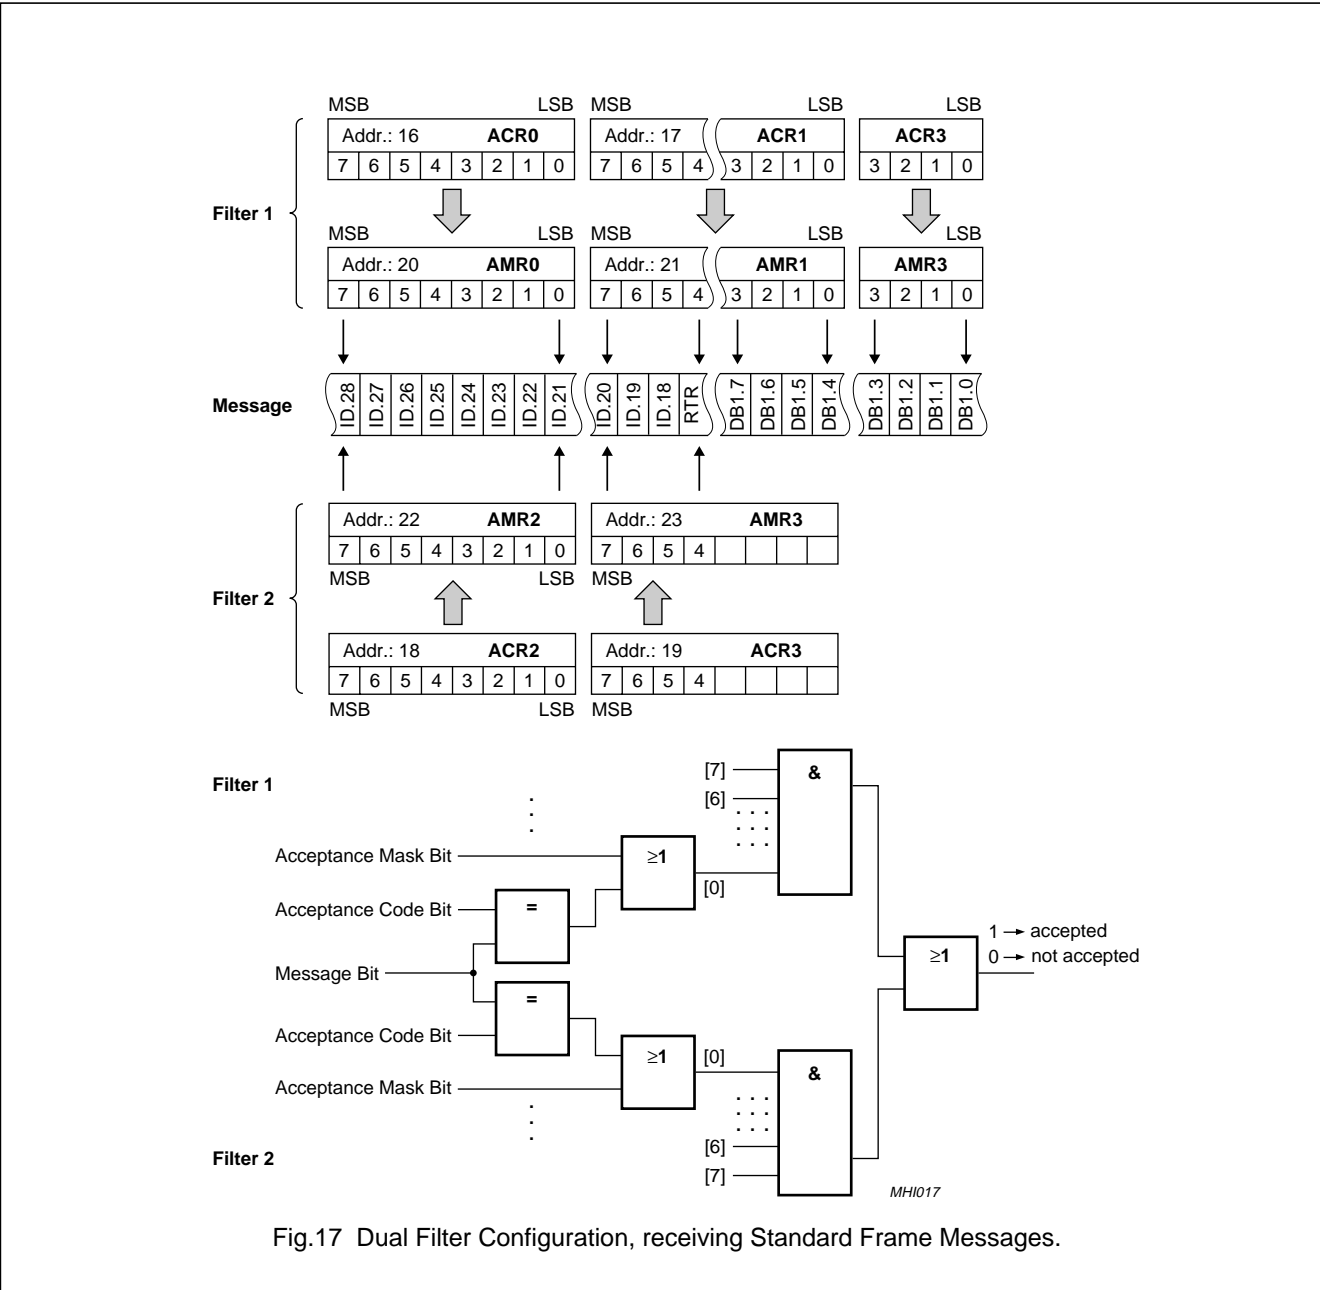 MSB LSB MSB LSB LSB
Addr.: 16 ACR0 Addr.: 17 ACR1 ACR3
7 6 5 4 3 2 1 0 7 6 5 4 3 2 1 0 3 2 1 0
Filter 1
MSB LSB MSB LSB LSB
Addr.: 20 AMR0 Addr.: 21 AMR1 AMR3
7 6 5 4 3 2 1 0 7 6 5 4 3 2 1 0 3 2 1 0
Message ID.28 ID.27 ID.26 ID.25 ID.24 ID.23 ID.22 ID.21 ID.20 ID.19 ID.18 RTR DB1.7 DB1.6 DB1.5 DB1.4 DB1.3 DB1.2 DB1.1 DB1.0
Addr.: 22 AMR2 Addr.: 23 AMR3
7 6 5 4 3 2 1 0 7 6 5 4
MSB LSB MSB
Filter 2
Addr.: 18 ACR2 Addr.: 19 ACR3
7 6 5 4 3 2 1 0 7 6 5 4
MSB LSB MSB
Filter 1
[7] &
[6]
Acceptance Mask Bit ≥1
[0]
Acceptance Code Bit =
1 → accepted
≥1 0 → not accepted
Message Bit
=
Acceptance Code Bit
≥1 [0] &
Acceptance Mask Bit
[6]
Filter 2
[7]
MHI017
Fig.17 Dual Filter Configuration, receiving Standard Frame Messages.